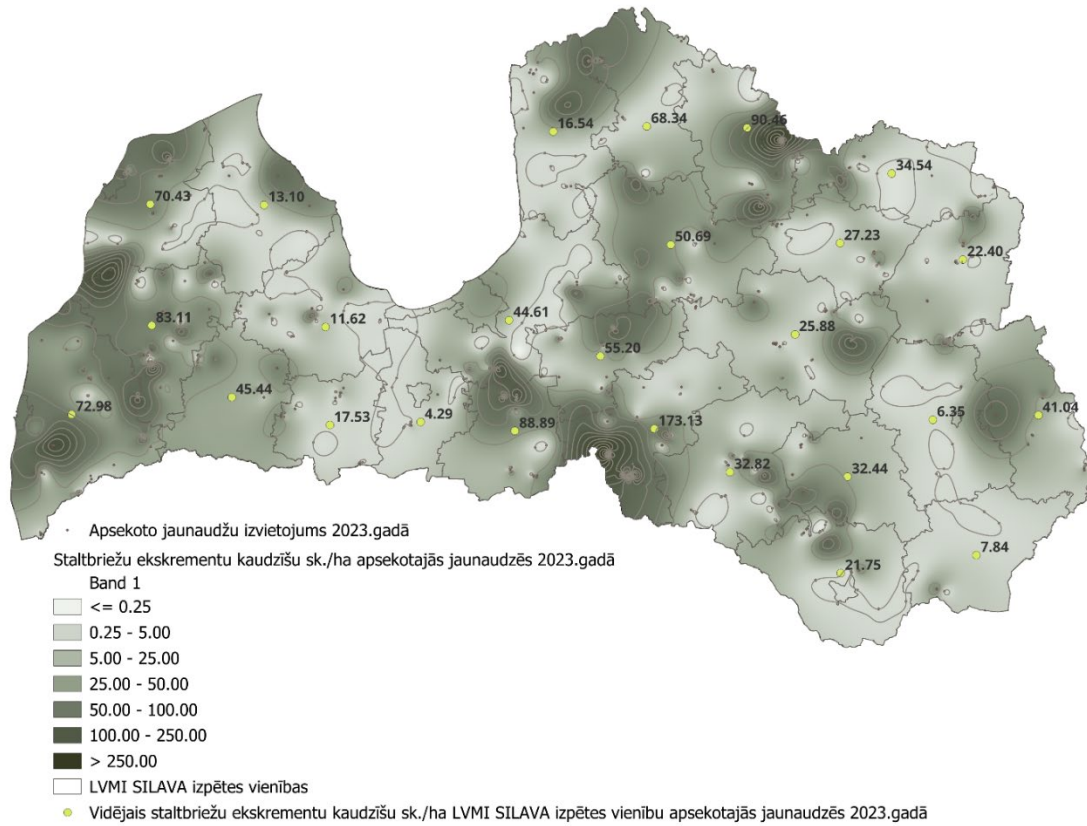 16.54
68.34
90.46
34.54
70.43
13.10
50.69
27.23
22.40
83.11
11.62
44.61
25.88
55.20
45.44
72.98
17.53
4.29
88.89
173.13
6.35
41.04
32.82
32.44
7.84
21.75
Apsekoto jaunaudžu izvietojums 2023.gadā
Staltbriežu ekskrementu kaudzīšu sk./ha apsekotajās jaunaudzēs 2023.gadā
Band 1
<= 0.25
0.25 - 5.00
5.00 - 25.00
25.00 - 50.00
50.00 - 100.00
100.00 - 250.00
> 250.00
LVMI SILAVA izpētes vienības
Vidējais staltbriežu ekskrementu kaudzīšu sk./ha LVMI SILAVA izpētes vienību apsekotajās jaunaudzēs 2023.gadā